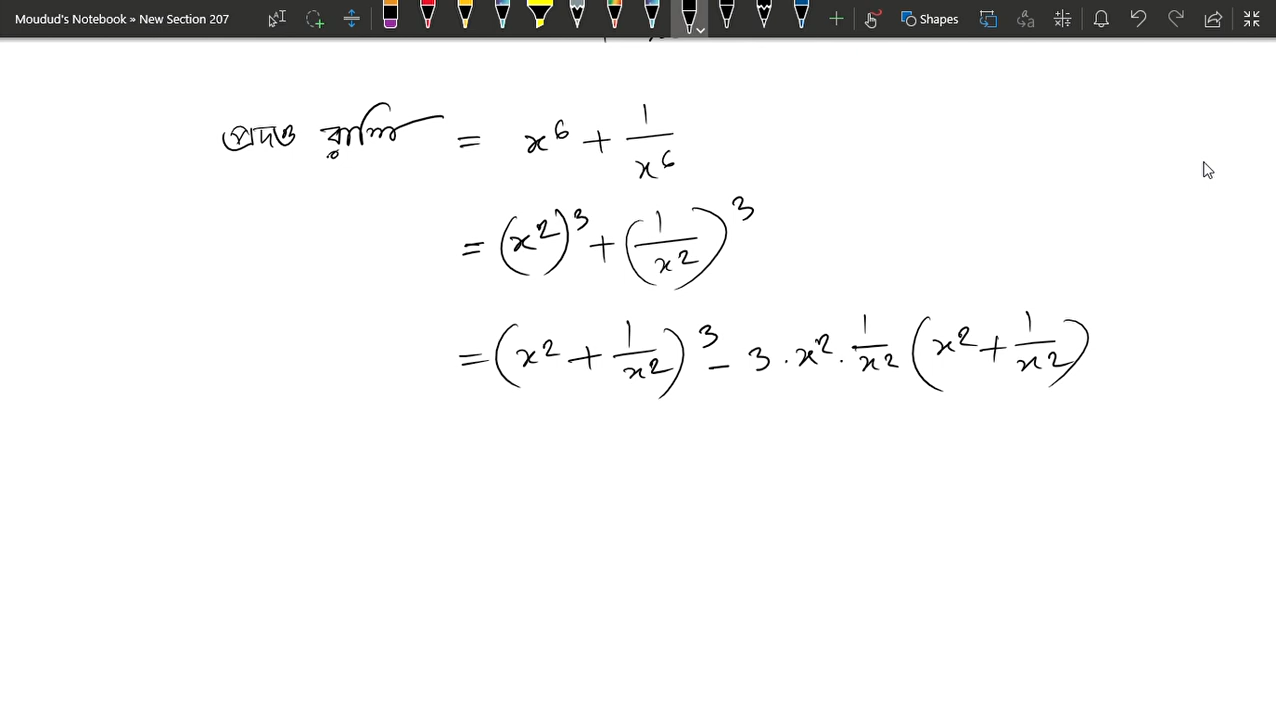 Moudud's Notebook » New Section 207
Shapes
প্রদত্ত রাশি = x⁶ + 1/x⁶
= (x²)³ + (1/x²)³
= (x² + 1/x²)³ - 3 . x² . 1/x² (x² + 1/x²)